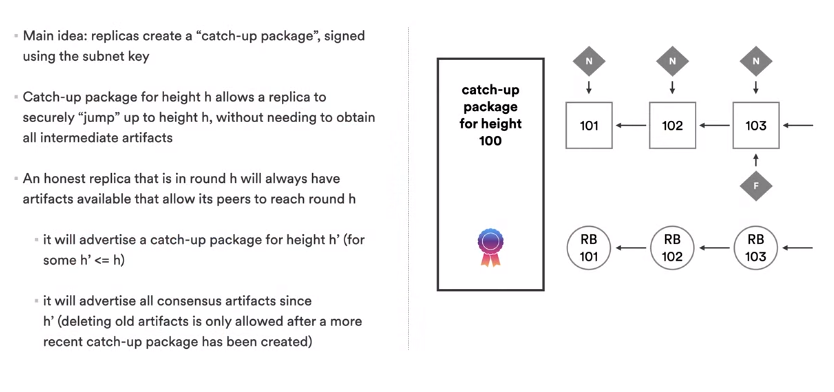 Main idea: replicas create a “catch-up package”, signed
using the subnet key
Catch-up package for height h allows a replica to
securely “jump” up to height h, without needing to obtain
all intermediate artifacts
An honest replica that is in round h will always have
artifacts available that allow its peers to reach round h
it will advertise a catch-up package for height h’ (for
some h’ <= h)
it will advertise all consensus artifacts since
h’ (deleting old artifacts is only allowed after a more
recent catch-up package has been created)
catch-up
package
for height
100
N N N
101 102 103
F
RB RB RB
101 102 103